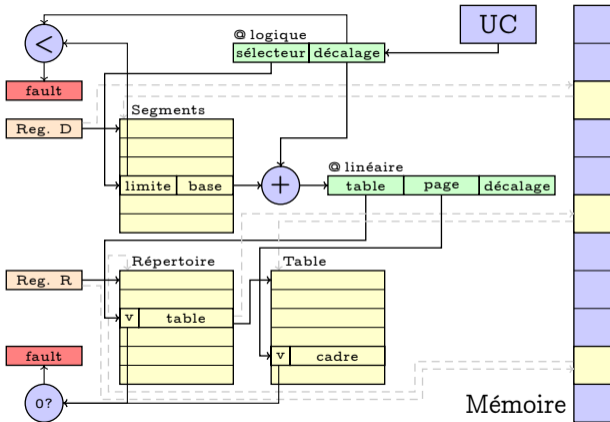 UC
@ logique
<
sélecteur décalage
fault
Reg. D
Segments
@ linéaire
limite base + table page décalage
Répertoire Table
Reg. R
v table
fault
v cadre
0?
Mémoire